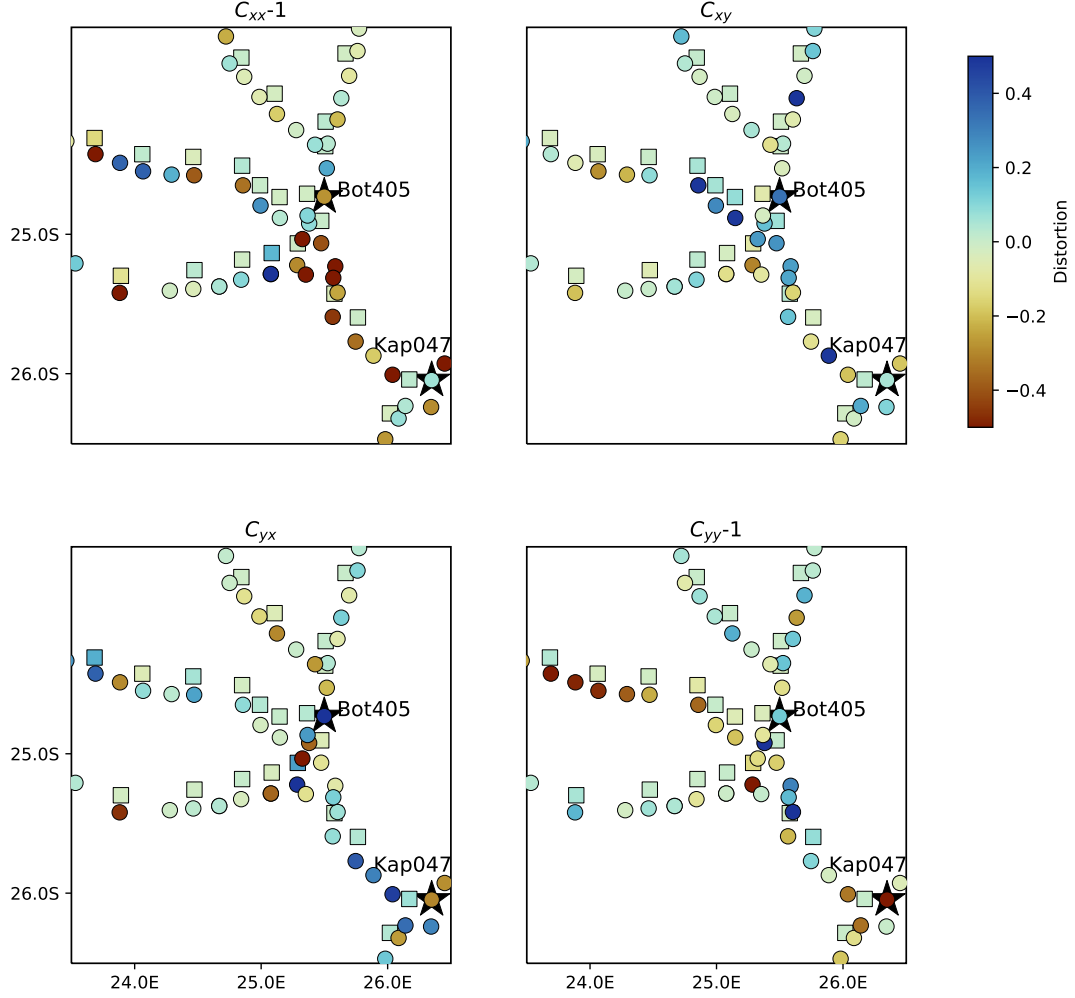 C_xx-1
C_xy
Bot405
Kap047
25.0S
26.0S
Bot405
Kap047
0.4
0.2
0.0
−0.2
−0.4
Distortion
C_yx
C_yy-1
Bot405
Kap047
25.0S
26.0S
24.0E
25.0E
26.0E
Bot405
Kap047
24.0E
25.0E
26.0E